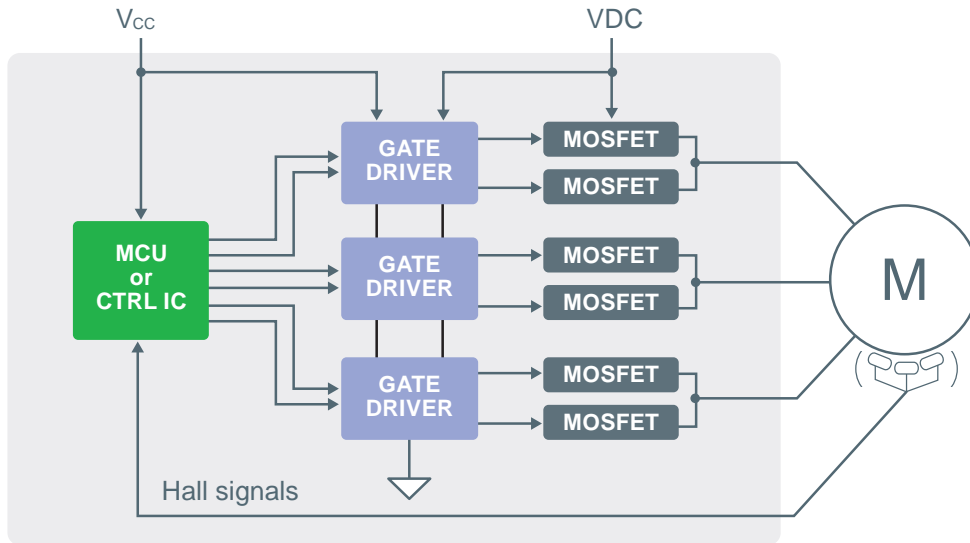 VCC
VDC
GATE
DRIVER
MOSFET
MOSFET
MCU
or
CTRL IC
GATE
DRIVER
MOSFET
MOSFET
M
GATE
DRIVER
MOSFET
MOSFET
Hall signals